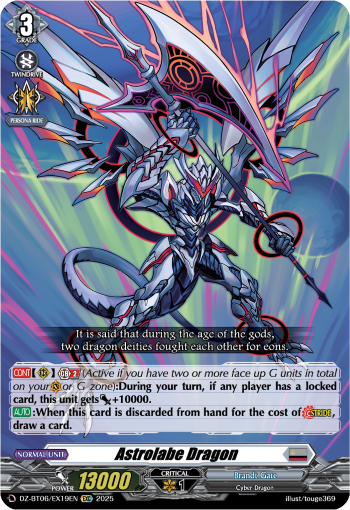 3
GRADE
TWINDRIVE
PERSONA RIDE
It is said that during the age of the gods,
two dragon deities fought each other for eons.
CONT GB 2 (Active if you have two or more face up G units in total
on your or G zone):During your turn, if any player has a locked
card, this unit gets +10000.
AUTO:When this card is discarded from hand for the cost of G STRIDE,
draw a card.
NORMAL UNIT
Astrolabe Dragon
Brandt Gate
Cyber Dragon
POWER 13000 CRITICAL 1
DZ-BT06/EX19EN 2025 illust/touge369